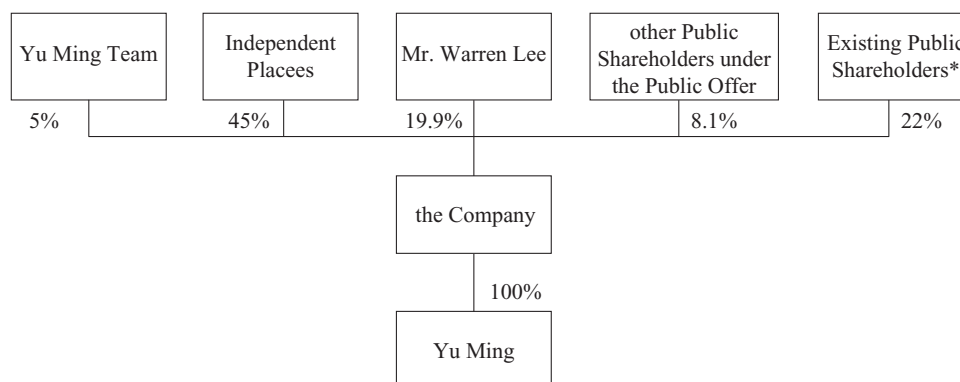 Yu Ming Team
Independent
Placees
Mr. Warren Lee
other Public
Shareholders under
the Public Offer
Existing Public
Shareholders*
5%
45%
19.9%
8.1%
22%
the Company
100%
Yu Ming